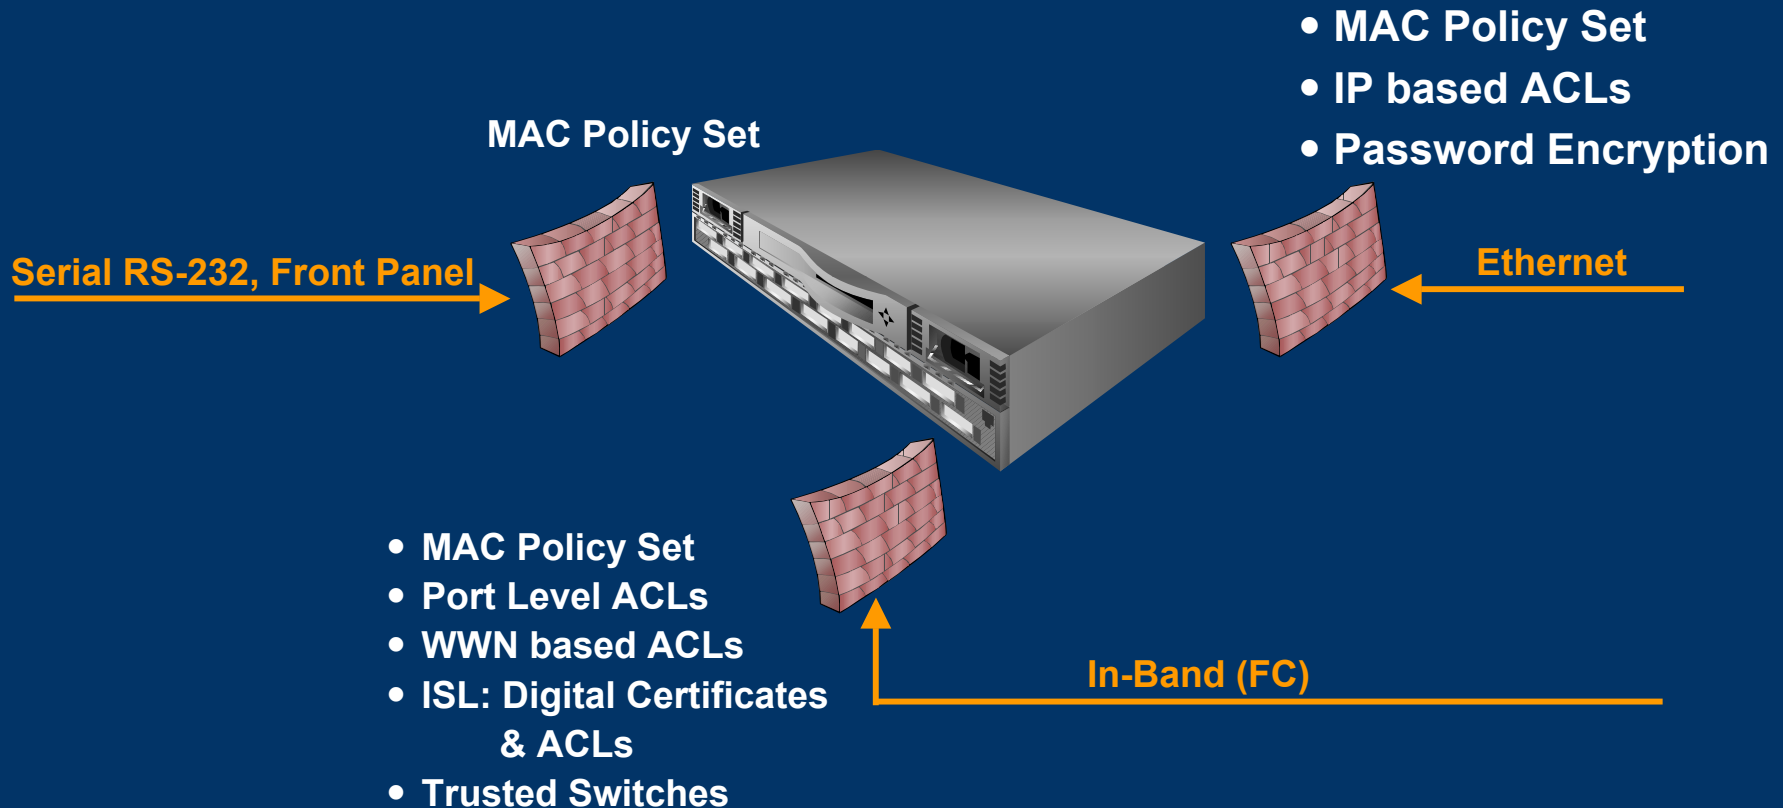 • MAC Policy Set
• IP based ACLs
• Password Encryption
MAC Policy Set
Serial RS-232, Front Panel
Ethernet
• MAC Policy Set
• Port Level ACLs
• WWN based ACLs
• ISL: Digital Certificates
& ACLs
• Trusted Switches
In-Band (FC)